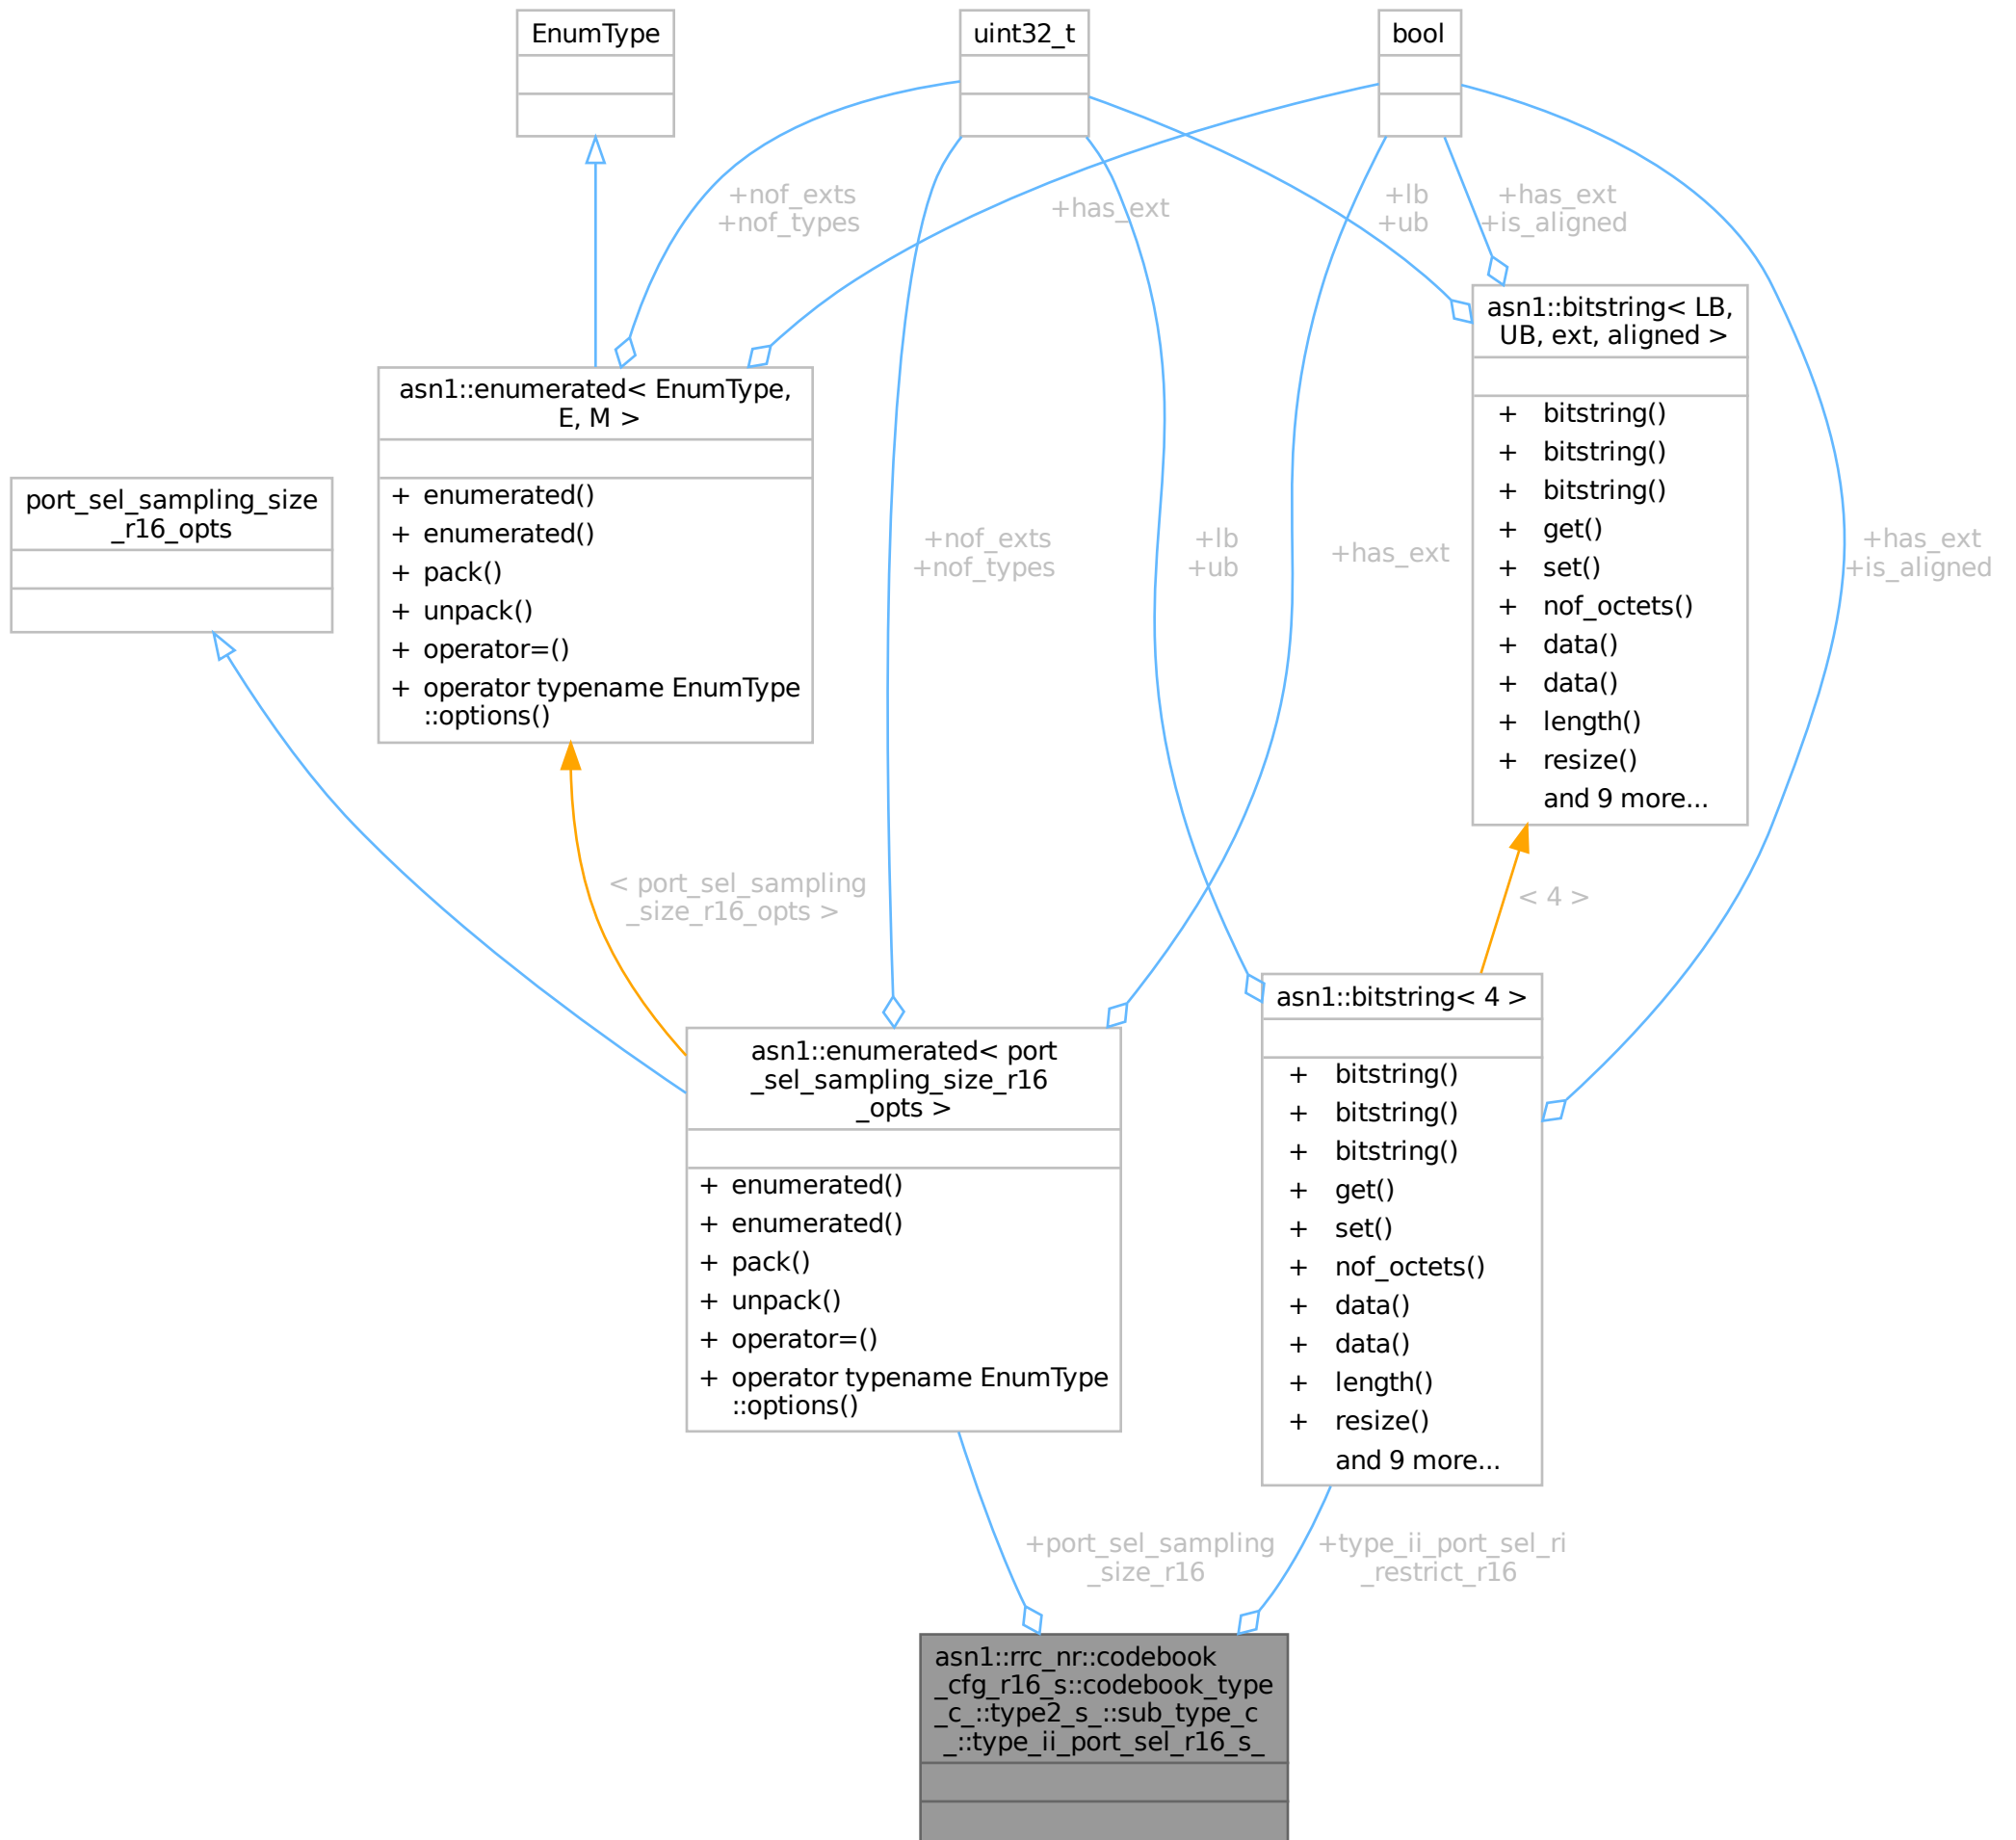 EnumType
uint32_t
bool
+nof_exts
+nof_types
+has_ext
+lb
+ub
+has_ext
+is_aligned
asn1::bitstring< LB,
UB, ext, aligned >
+ bitstring()
+ bitstring()
+ bitstring()
+ get()
+ set()
+ nof_octets()
+ data()
+ data()
+ length()
+ resize()
and 9 more...
asn1::enumerated< EnumType,
E, M >
+ enumerated()
+ enumerated()
+ pack()
+ unpack()
+ operator=()
+ operator typename EnumType
::options()
port_sel_sampling_size
_r16_opts
+nof_exts
+nof_types
+lb
+ub
+has_ext
+has_ext
+is_aligned
< port_sel_sampling
_size_r16_opts >
< 4 >
asn1::enumerated< port
_sel_sampling_size_r16
_opts >
+ enumerated()
+ enumerated()
+ pack()
+ unpack()
+ operator=()
+ operator typename EnumType
::options()
asn1::bitstring< 4 >
+ bitstring()
+ bitstring()
+ bitstring()
+ get()
+ set()
+ nof_octets()
+ data()
+ data()
+ length()
+ resize()
and 9 more...
+port_sel_sampling
_size_r16
+type_ii_port_sel_ri
_restrict_r16
asn1::rrc_nr::codebook
_cfg_r16_s::codebook_type
_c_::type2_s_::sub_type_c
_::type_ii_port_sel_r16_s_